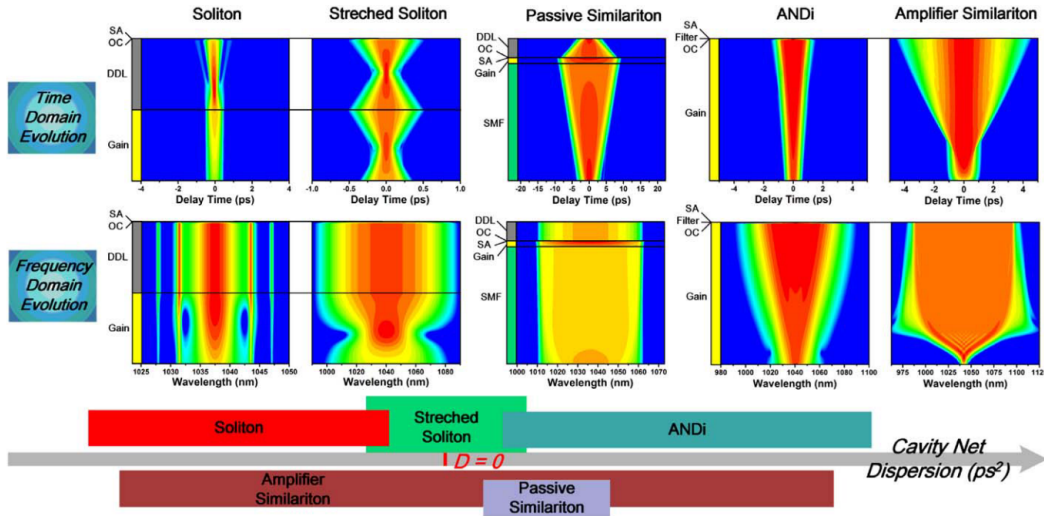 Soliton
Streched Soliton
Passive Similariton
ANDi
Amplifier Similariton
Time
Domain
Evolution
SA
OC
DDL
Gain
-4 -2 0 2 4
Delay Time (ps)
-1.0 -0.5 0.0 0.5 1.0
Delay Time (ps)
DDL
OC
SA
Gain
SMF
-20 -15 -10 -5 0 5 10 15 20
Delay Time (ps)
SA
Filter
OC
Gain
-4 -2 0 2 4
Delay Time (ps)
-4 -2 0 2 4
Delay Time (ps)
Frequency
Domain
Evolution
SA
OC
DDL
Gain
1025 1030 1035 1040 1045 1050
Wavelength (nm)
1000 1020 1040 1060 1080
Wavelength (nm)
DDL
OC
SA
Gain
SMF
1000 1010 1020 1030 1040 1050 1060 1070
Wavelength (nm)
SA
Filter
OC
Gain
980 1000 1020 1040 1060 1080 1100
Wavelength (nm)
975 1000 1025 1050 1075 1100
Wavelength (nm)
Soliton
Streched
Soliton
ANDi
D = 0
Cavity Net
Dispersion (ps²)
Amplifier
Similariton
Passive
Similariton